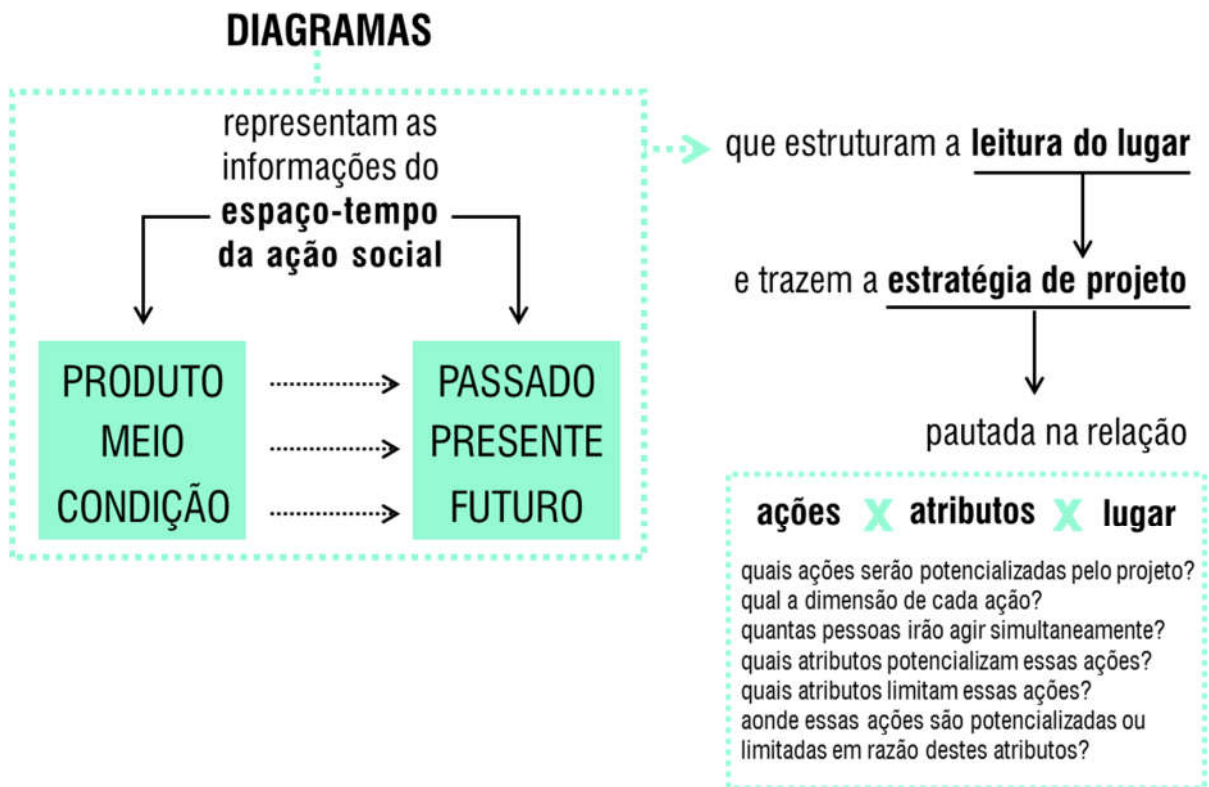 DIAGRAMAS
representam as
informações do
espaço-tempo
da ação social
PRODUTO
MEIO
CONDIÇÃO
PASSADO
PRESENTE
FUTURO
que estruturam a leitura do lugar
e trazem a estratégia de projeto
pautada na relação
ações X atributos X lugar
quais ações serão potencializadas pelo projeto?
qual a dimensão de cada ação?
quantas pessoas irão agir simultaneamente?
quais atributos potencializam essas ações?
quais atributos limitam essas ações?
aonde essas ações são potencializadas ou
limitadas em razão destes atributos?